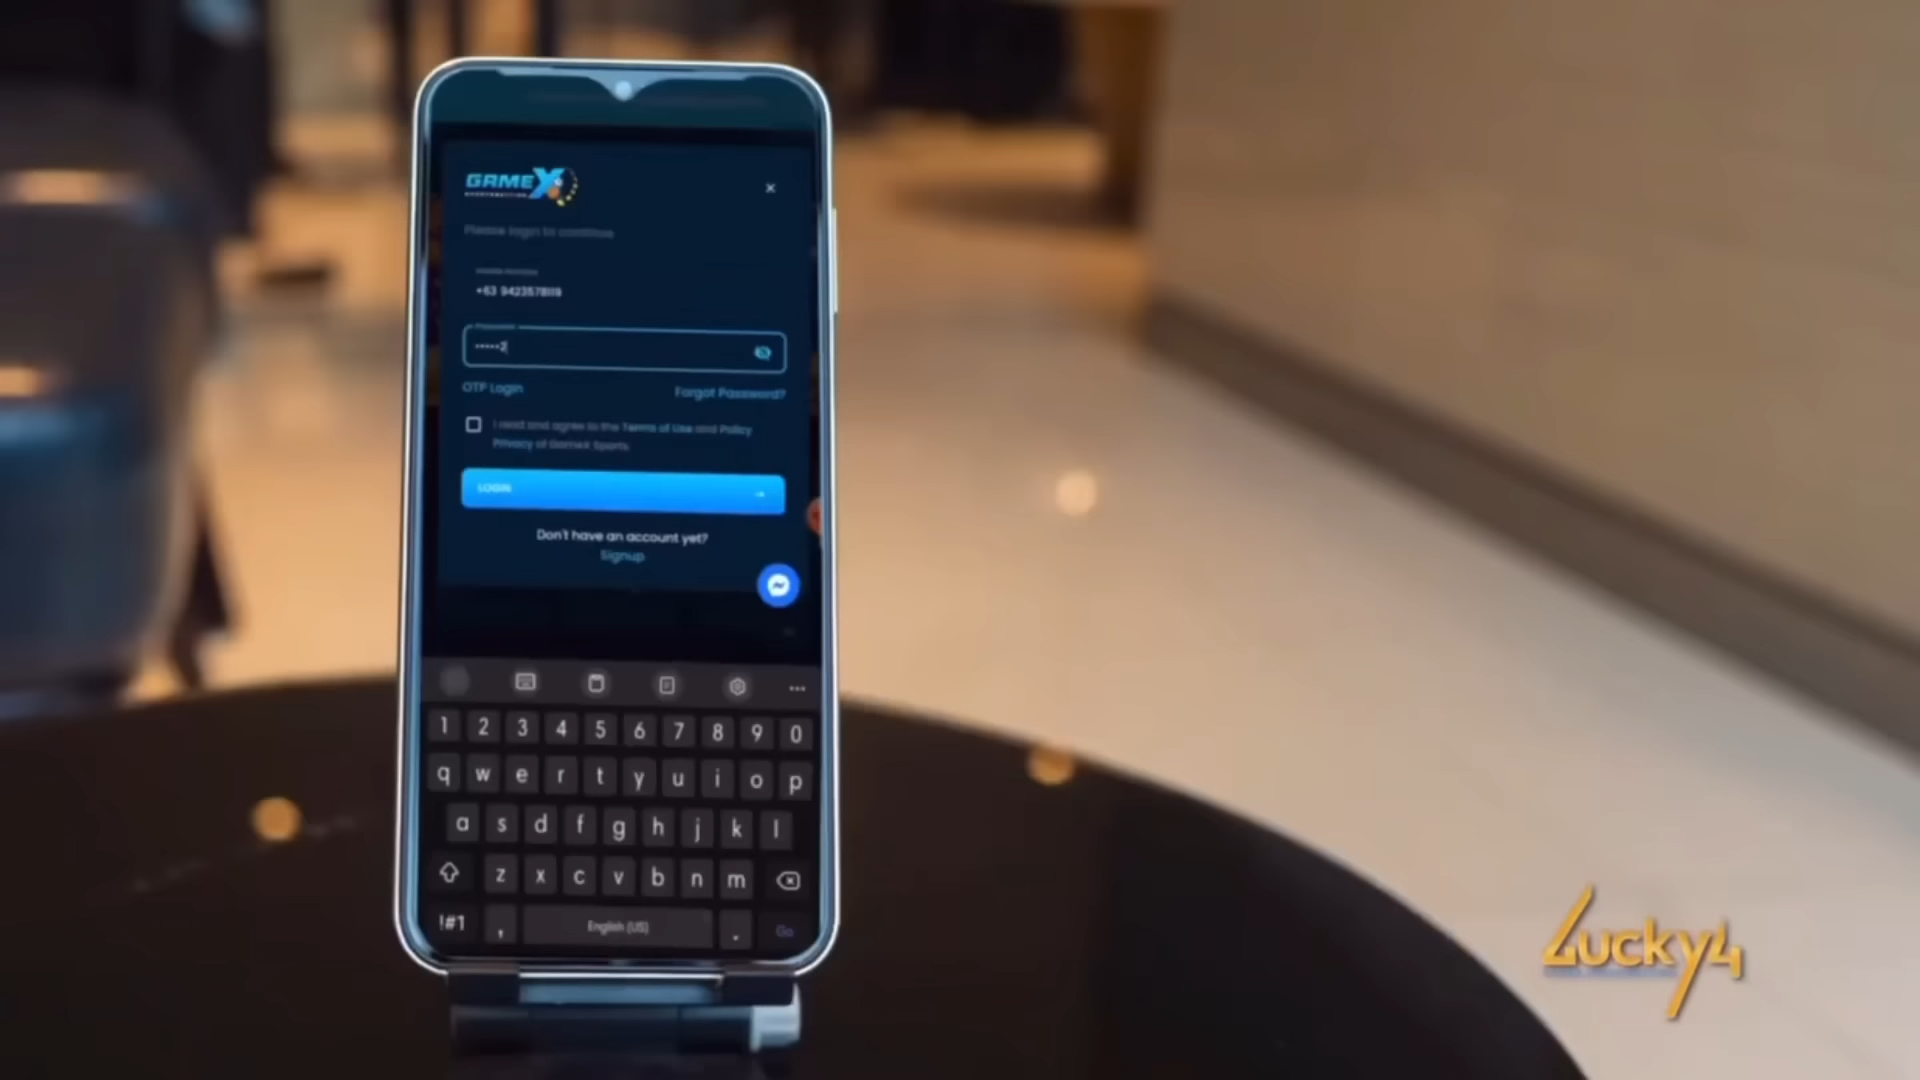 GAMEX
×
Please login to continue
+63 9423578119
Password
•••••2
OTP Login
Forgot Password?
I read and agree to the Terms of Use and Policy
Privacy of GameX Sports.
LOGIN →
Don't have an account yet?
Signup
1 2 3 4 5 6 7 8 9 0
q w e r t y u i o p
a s d f g h j k l
z x c v b n m
!#1 , English (US) . Go
Lucky4